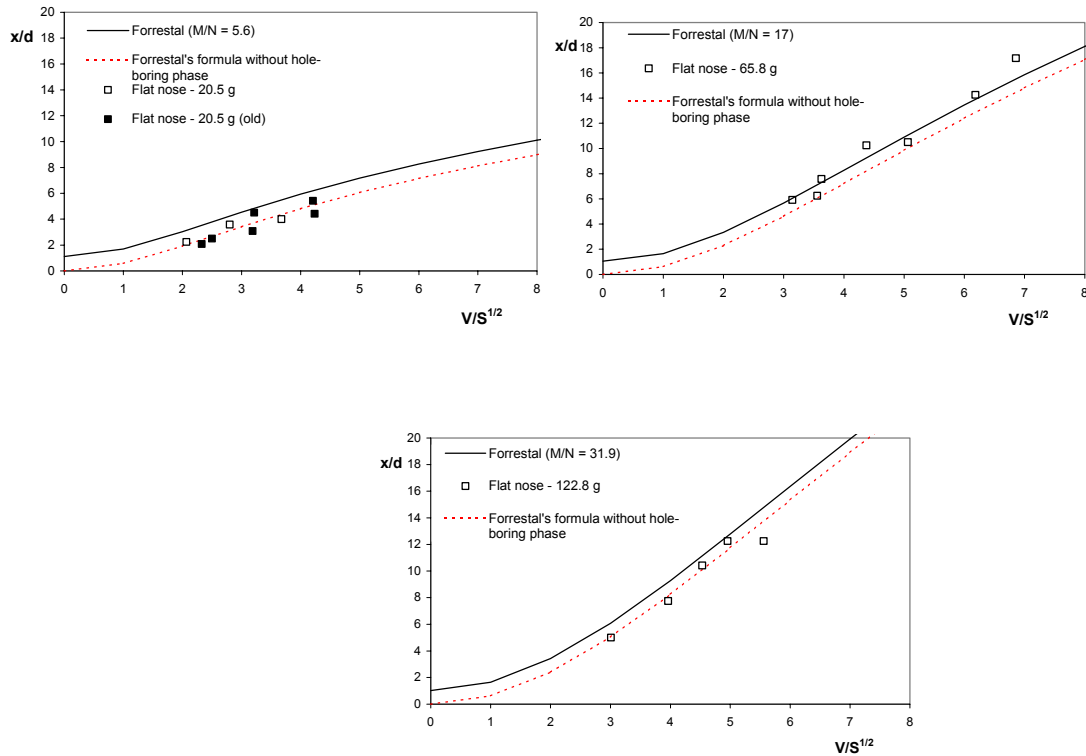 x/d
20
18
16
14
12
10
8
6
4
2
0
Forrestal (M/N = 5.6)
Forrestal's formula without hole-
boring phase
Flat nose - 20.5 g
Flat nose - 20.5 g (old)
0 1 2 3 4 5 6 7 8
V/S1/2
x/d
20
18
16
14
12
10
8
6
4
2
0
Forrestal (M/N = 17)
Flat nose - 65.8 g
Forrestal's formula without hole-
boring phase
0 1 2 3 4 5 6 7 8
V/S1/2
x/d
20
18
16
14
12
10
8
6
4
2
0
Forrestal (M/N = 31.9)
Flat nose - 122.8 g
Forrestal's formula without hole-
boring phase
0 1 2 3 4 5 6 7 8
V/S1/2